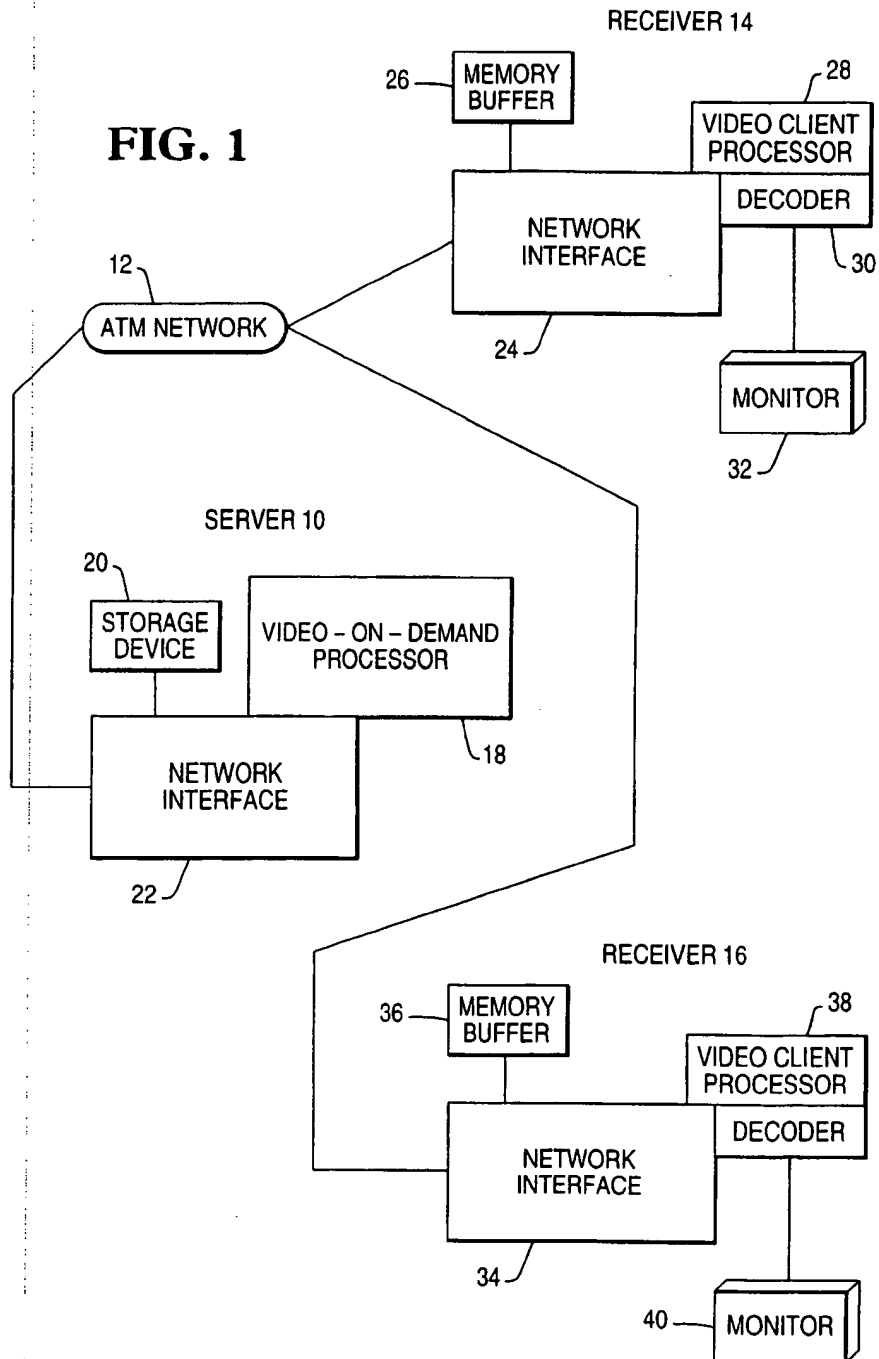 RECEIVER 14
26
MEMORY
BUFFER
28
VIDEO CLIENT
PROCESSOR
FIG. 1
DECODER
NETWORK
INTERFACE
30
12
ATM NETWORK
24
MONITOR
32
SERVER 10
20
STORAGE
DEVICE
VIDEO – ON – DEMAND
PROCESSOR
18
NETWORK
INTERFACE
22
RECEIVER 16
36
MEMORY
BUFFER
38
VIDEO CLIENT
PROCESSOR
DECODER
NETWORK
INTERFACE
34
40
MONITOR